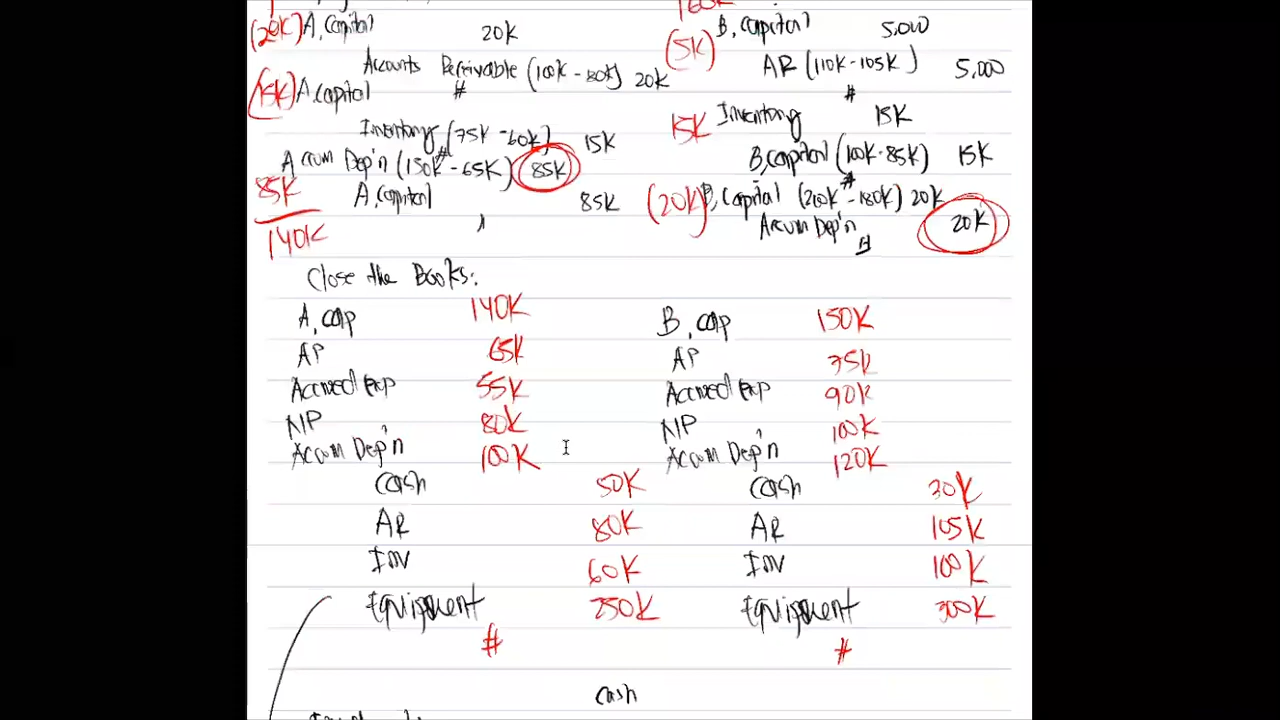 160K
(20K) A, Capital 20K
Accounts Receivable (100K - 80K) 20K
#
(15K) A, capital
Inventory (75K - 60K) 15K
#
Accum Dep'n (150K - 65K) 85K
85K A, capital 85K
140K
B, capital 5,000
(5K)
AR (110K - 105K) 5,000
#
15K Inventory 15K
B, capital (100K - 85K) 15K
#
(20K) B, Capital (200K - 180K) 20K
Accum Dep'n 20K
#
Close the Books:
A, cap 140K
AP 65K
Accrued Exp 55K
NP 80K
Accum Dep'n 100K
Cash 50K
AR 80K
Inv 60K
Equipment 250K
#
B, cap 150K
AP 75K
Accrued Exp 90K
NP 100K
Accum Dep'n 120K
Cash 30K
AR 105K
Inv 100K
Equipment 300K
#
Cash